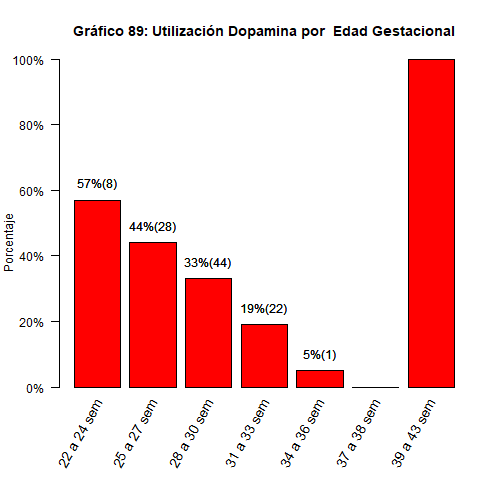 Gráfico 89: Utilización Dopamina por  Edad Gestacional
Porcentaje
100%
80%
60%
40%
20%
0%
57%(8)
44%(28)
33%(44)
19%(22)
5%(1)
22 a 24 sem
25 a 27 sem
28 a 30 sem
31 a 33 sem
34 a 36 sem
37 a 38 sem
39 a 43 sem